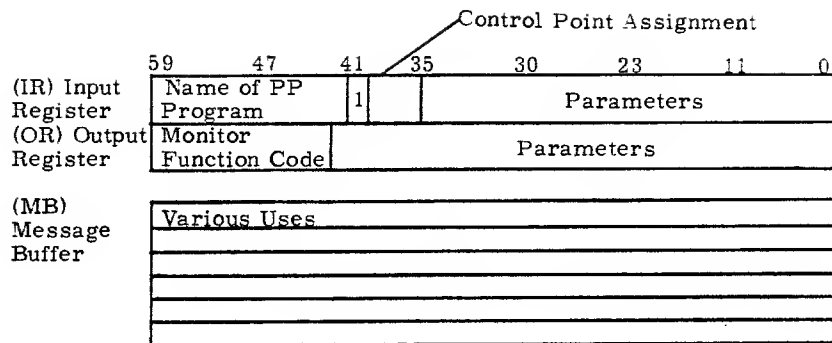 Control Point Assignment
59 47 41 35 30 23 11 0
(IR) Input Register
Name of PP Program
1
Parameters
(OR) Output Register
Monitor Function Code
Parameters
(MB) Message Buffer
Various Uses